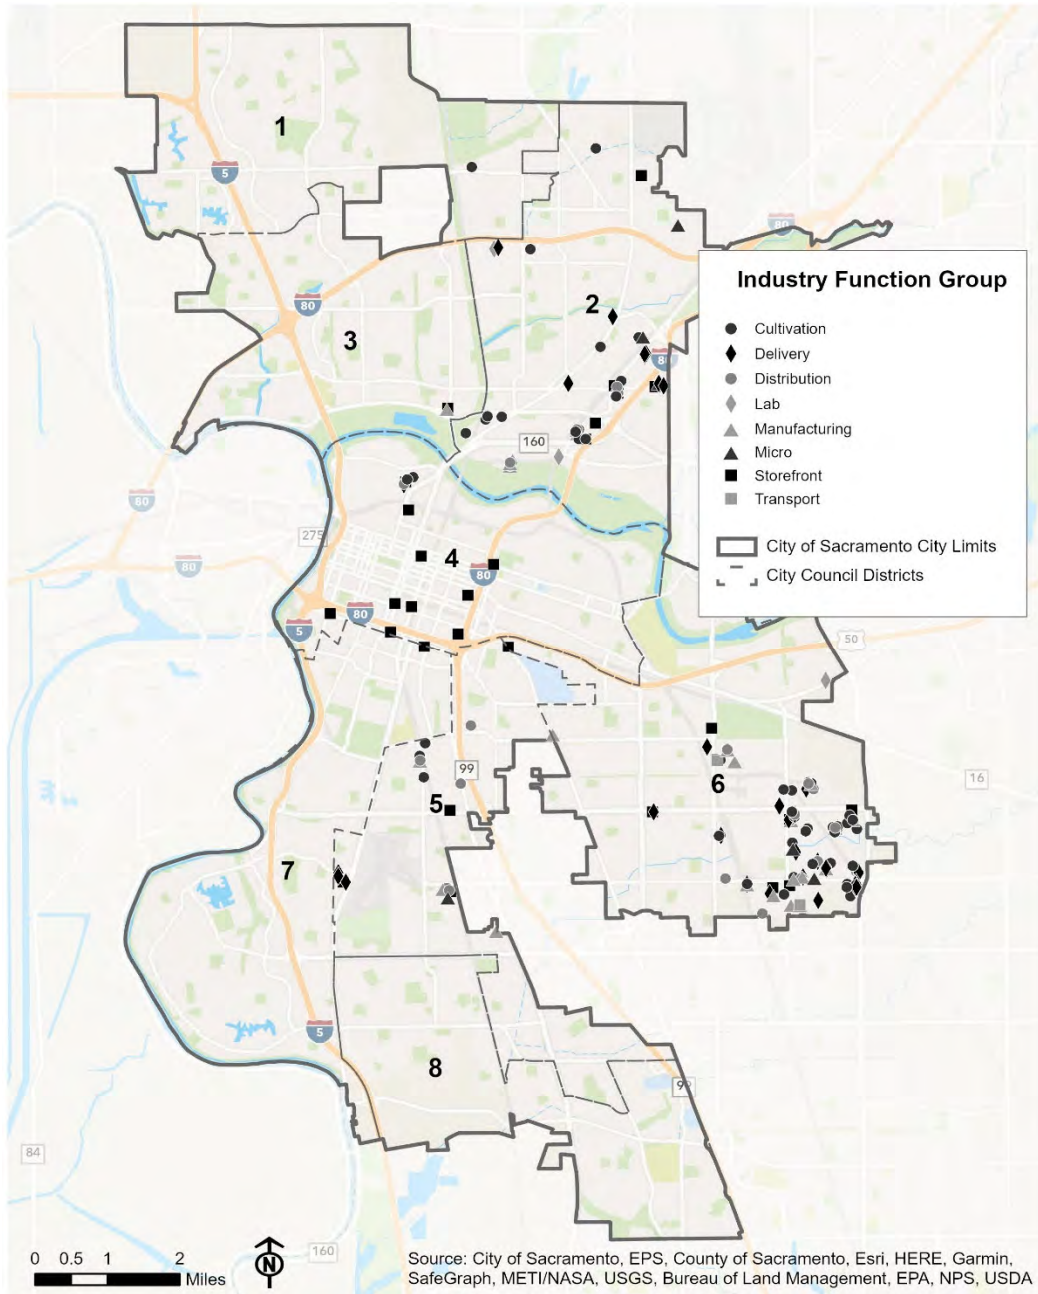 1
5
80
2
80
3
80
160
80
275
4
80
80
80
5
50
Industry Function Group
Cultivation
Delivery
Distribution
Lab
Manufacturing
Micro
Storefront
Transport
City of Sacramento City Limits
City Council Districts
99
16
6
5
7
5
8
99
84
160
0 0.5 1 2
Miles
N
Source: City of Sacramento, EPS, County of Sacramento, Esri, HERE, Garmin,
SafeGraph, METI/NASA, USGS, Bureau of Land Management, EPA, NPS, USDA